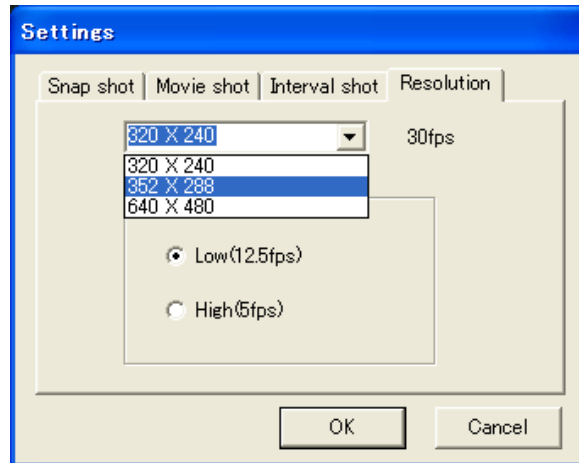 Settings
Snap shot Movie shot Interval shot Resolution
320 X 240 30fps
320 X 240
352 X 288
640 X 480
Low(12.5fps)
High(5fps)
OK Cancel